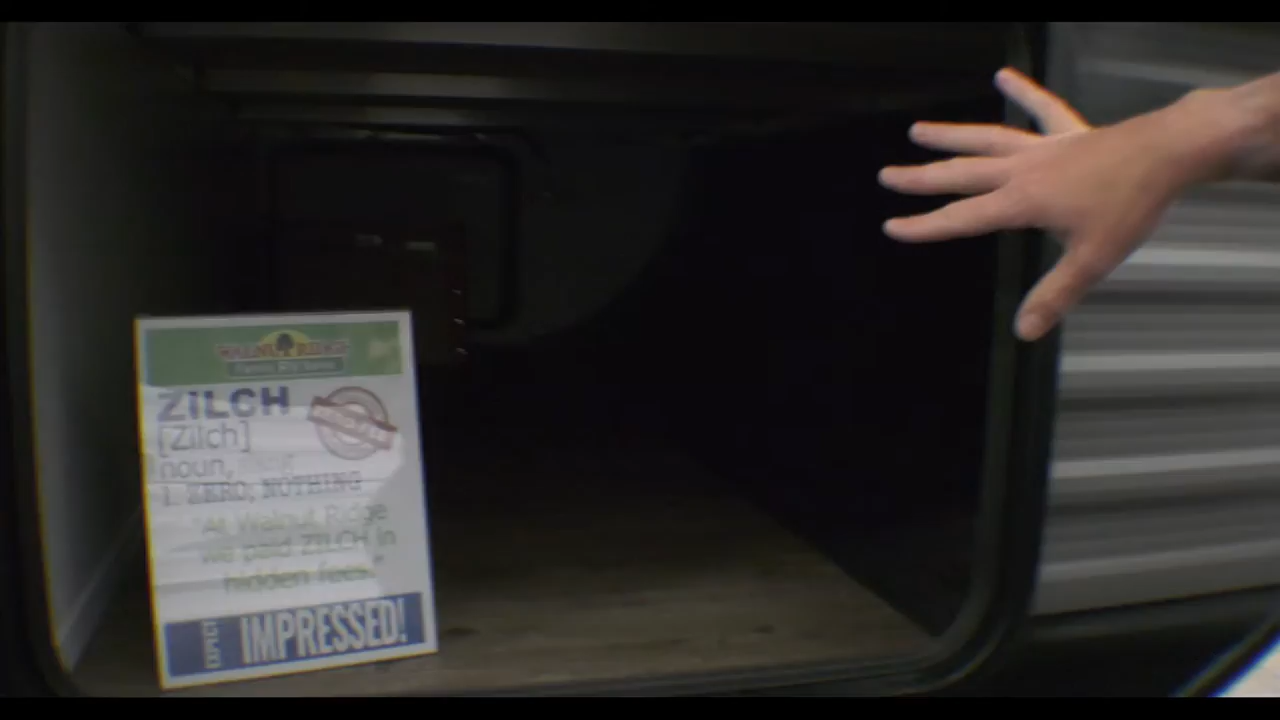 WALNUT RIDGE
ZILCH
[Zilch]
noun,
1. ZERO; NOTHING
"At Walnut Ridge
we paid ZILCH in
hidden fees."
EXPECT
IMPRESSED!